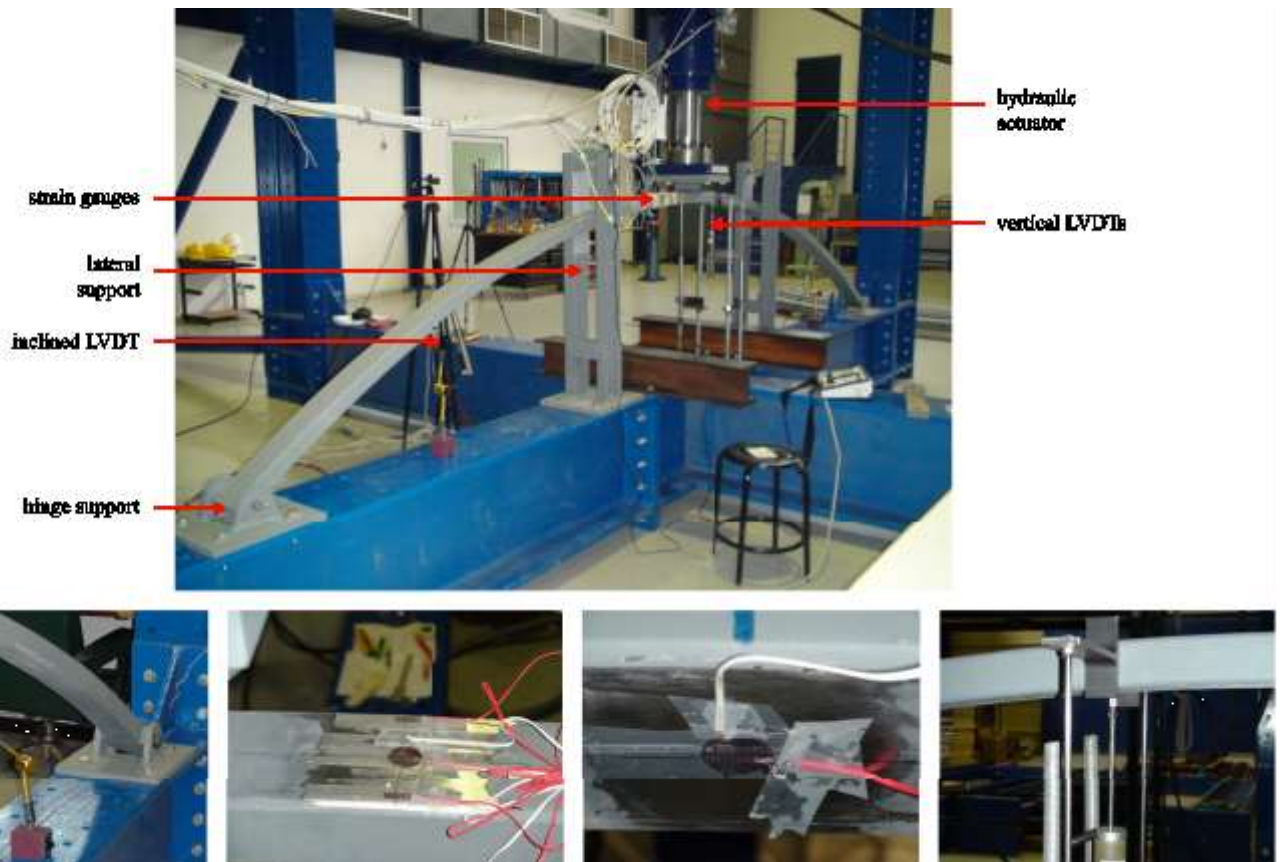 hydraulic
actuator
strain gauges
vertical LVDTs
lateral
support
inclined LVDT
hinge support